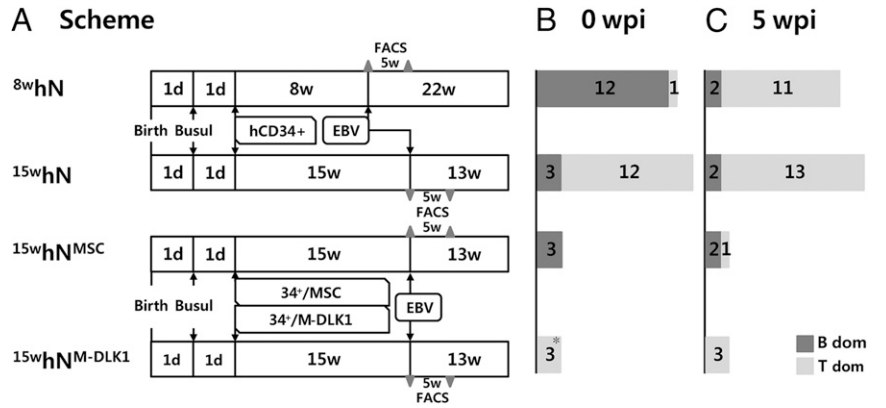 A Scheme B 0 wpi C 5 wpi
FACS
5w
8whN 1d 1d 8w 22w 12 1 2 11
Birth Busul hCD34+ EBV
15whN 1d 1d 15w 13w 3 12 2 13
5w
FACS
FACS
5w
15whNMSC 1d 1d 15w 13w 3 2 1
34+/MSC
Birth Busul EBV
34+/M-DLK1
15whNM-DLK1 1d 1d 15w 13w 3* 3
5w
FACS
B dom
T dom